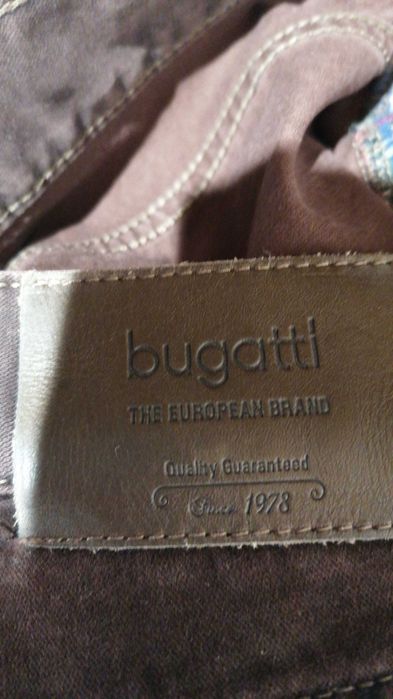 bugatti
THE EUROPEAN BRAND
Quality Guaranteed
Since 1978